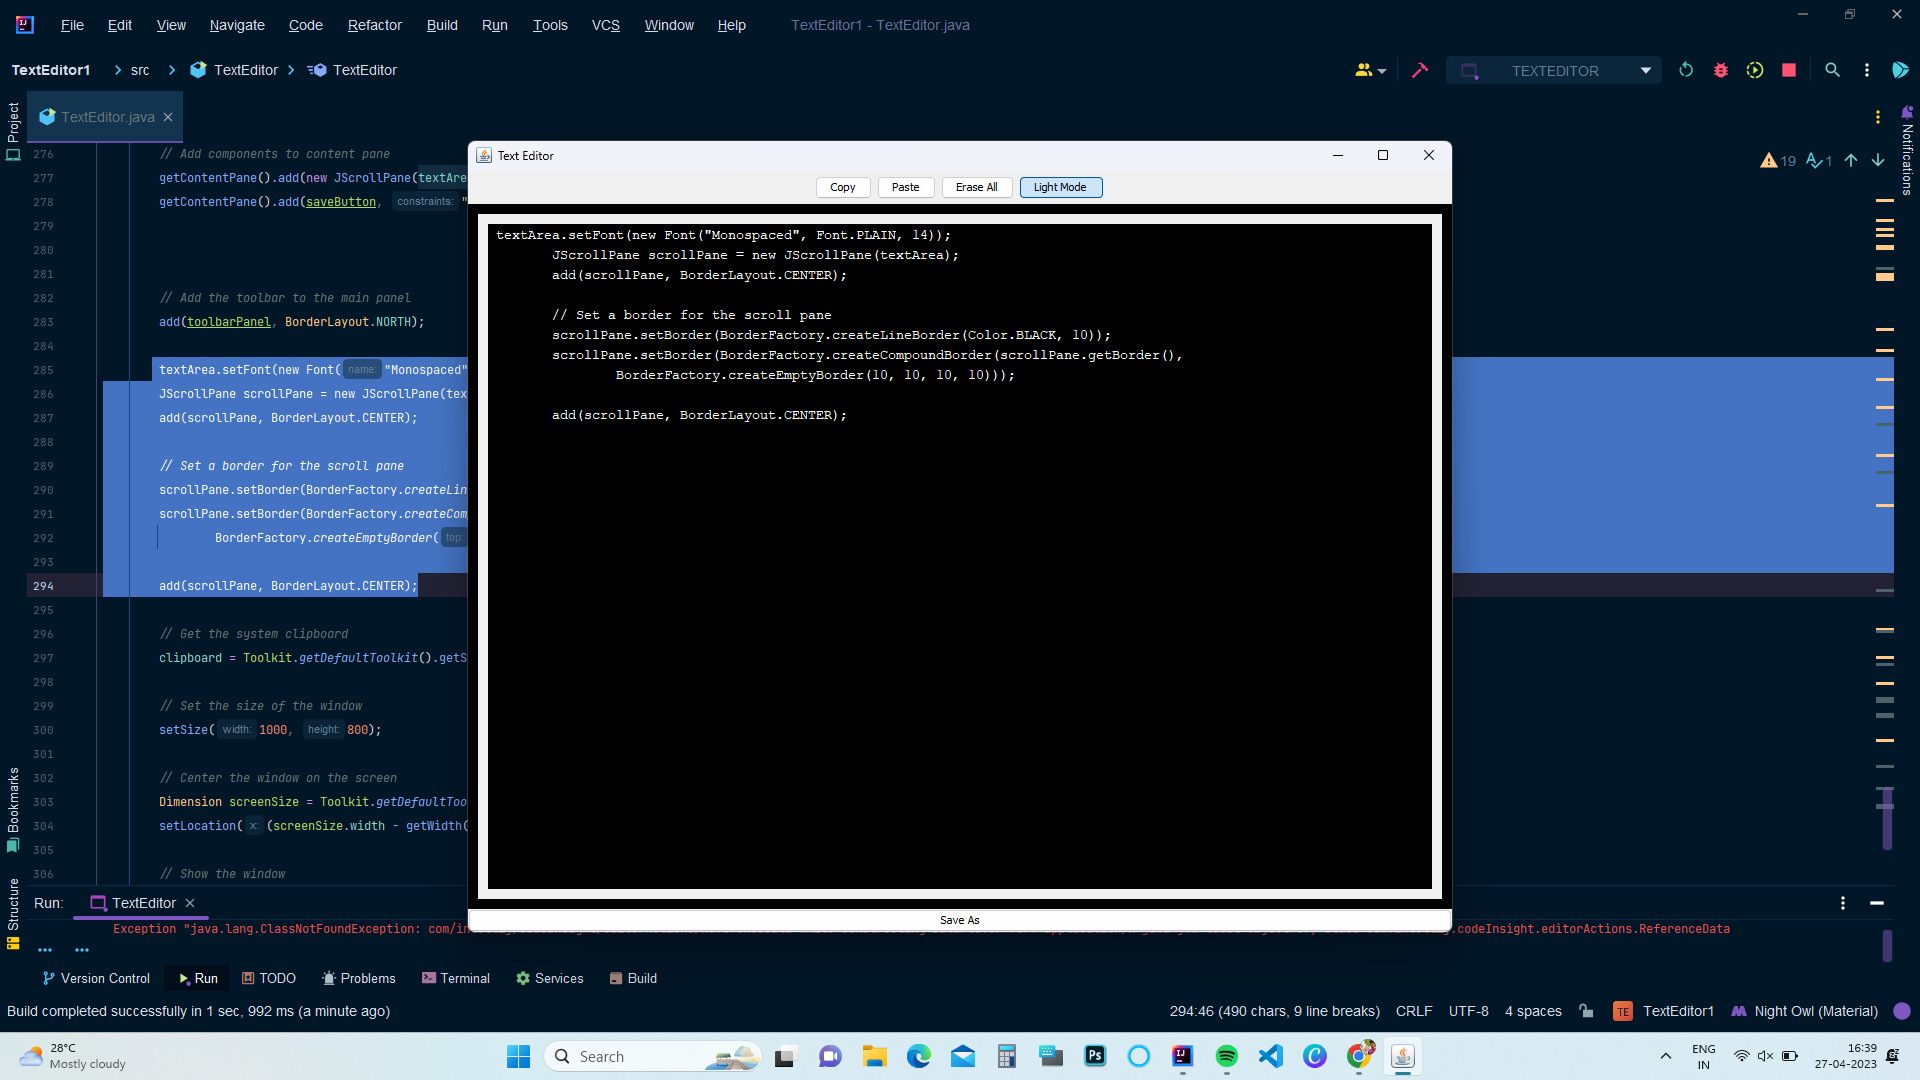 File Edit View Navigate Code Refactor Build Run Tools VCS Window Help TextEditor1 - TextEditor.java
TextEditor1 src TextEditor TextEditor
TEXTEDITOR
Project
TextEditor.java
Notifications
19 1
276 // Add components to content pane
277 getContentPane().add(new JScrollPane(textAre
278 getContentPane().add(saveButton, constraints: "
279
280
281
282 // Add the toolbar to the main panel
283 add(toolbarPanel, BorderLayout.NORTH);
284
285 textArea.setFont(new Font( name: "Monospaced"
286 JScrollPane scrollPane = new JScrollPane(tex
287 add(scrollPane, BorderLayout.CENTER);
288
289 // Set a border for the scroll pane
290 scrollPane.setBorder(BorderFactory.createLin
291 scrollPane.setBorder(BorderFactory.createCom
292 BorderFactory.createEmptyBorder( top:
293
294 add(scrollPane, BorderLayout.CENTER);
295
296 // Get the system clipboard
297 clipboard = Toolkit.getDefaultToolkit().getS
298
299 // Set the size of the window
300 setSize( width: 1000, height: 800);
301
302 // Center the window on the screen
303 Dimension screenSize = Toolkit.getDefaultToo
304 setLocation( x: (screenSize.width - getWidth(
305
306 // Show the window
Bookmarks
Structure
Text Editor
Copy Paste Erase All Light Mode
textArea.setFont(new Font("Monospaced", Font.PLAIN, 14));
JScrollPane scrollPane = new JScrollPane(textArea);
add(scrollPane, BorderLayout.CENTER);
// Set a border for the scroll pane
scrollPane.setBorder(BorderFactory.createLineBorder(Color.BLACK, 10));
scrollPane.setBorder(BorderFactory.createCompoundBorder(scrollPane.getBorder(),
BorderFactory.createEmptyBorder(10, 10, 10, 10)));
add(scrollPane, BorderLayout.CENTER);
Save As
Run: TextEditor
Exception "java.lang.ClassNotFoundException: com/in .codeInsight.editorActions.ReferenceData
Version Control Run TODO Problems Terminal Services Build
Build completed successfully in 1 sec, 992 ms (a minute ago) 294:46 (490 chars, 9 line breaks) CRLF UTF-8 4 spaces TE TextEditor1 Night Owl (Material)
28°C
Mostly cloudy
Search
Ps
ENG
IN
16:39
27-04-2023